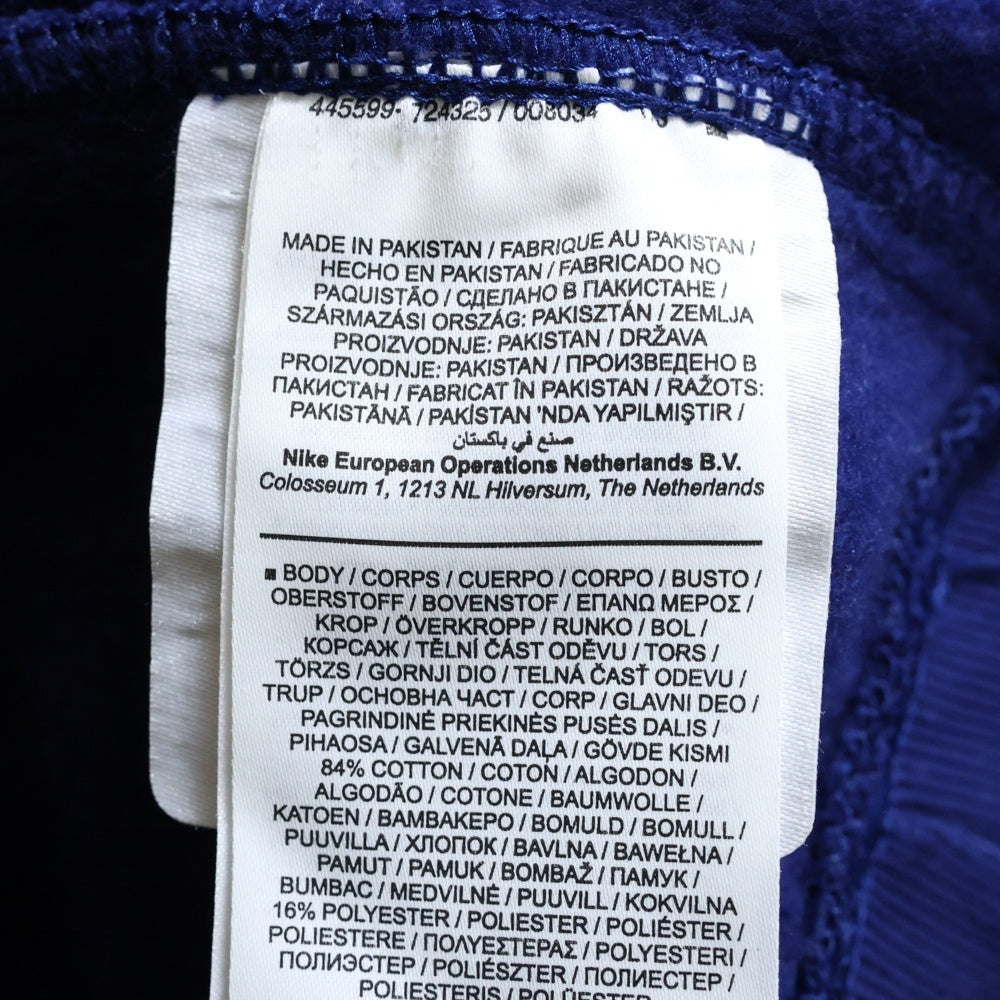 445599- 724325 / 008034
MADE IN PAKISTAN / FABRIQUE AU PAKISTAN /
HECHO EN PAKISTAN / FABRICADO NO
PAQUISTÃO / СДЕЛАНО В ПАКИСТАНЕ /
SZÁRMAZÁSI ORSZÁG: PAKISZTÁN / ZEMLJA
PROIZVODNJE: PAKISTAN / DRŽAVA
PROIZVODNJE: PAKISTAN / ПРОИЗВЕДЕНО В
ПАКИСТАН / FABRICAT ÎN PAKISTAN / RAŽOTS:
PAKISTĀNĀ / PAKİSTAN 'NDA YAPILMIŞTIR /
صنع في باكستان
Nike European Operations Netherlands B.V.
Colosseum 1, 1213 NL Hilversum, The Netherlands
■ BODY / CORPS / CUERPO / CORPO / BUSTO /
OBERSTOFF / BOVENSTOF / ΕΠΑΝΩ ΜΕΡΟΣ /
KROP / ÖVERKROPP / RUNKO / BOL /
КОРСАЖ / TĚLNÍ ČÁST ODĚVU / TORS /
TÖRZS / GORNJI DIO / TELNÁ ČASŤ ODEVU /
TRUP / ОСНОВНА ЧАСТ / CORP / GLAVNI DEO /
PAGRINDINĖ PRIEKINĖS PUSĖS DALIS /
PIHAOSA / GALVENĀ DAĻA / GÖVDE KISMI
84% COTTON / COTON / ALGODON /
ALGODÃO / COTONE / BAUMWOLLE /
KATOEN / ΒΑΜΒΑΚΕΡΟ / BOMULD / BOMULL /
PUUVILLA / ХЛОПОК / BAVLNA / BAWEŁNA /
PAMUT / PAMUK / BOMBAŽ / ПАМУК /
BUMBAC / MEDVILNĖ / PUUVILL / KOKVILNA
16% POLYESTER / POLIESTER / POLIÉSTER /
POLIESTERE / ΠΟΛΥΕΣΤΕΡΑΣ / POLYESTERI /
ПОЛИЭСТЕР / POLIÉSZTER / ПОЛИЕСТЕР /
POLIESTERIS / POLÜESTER